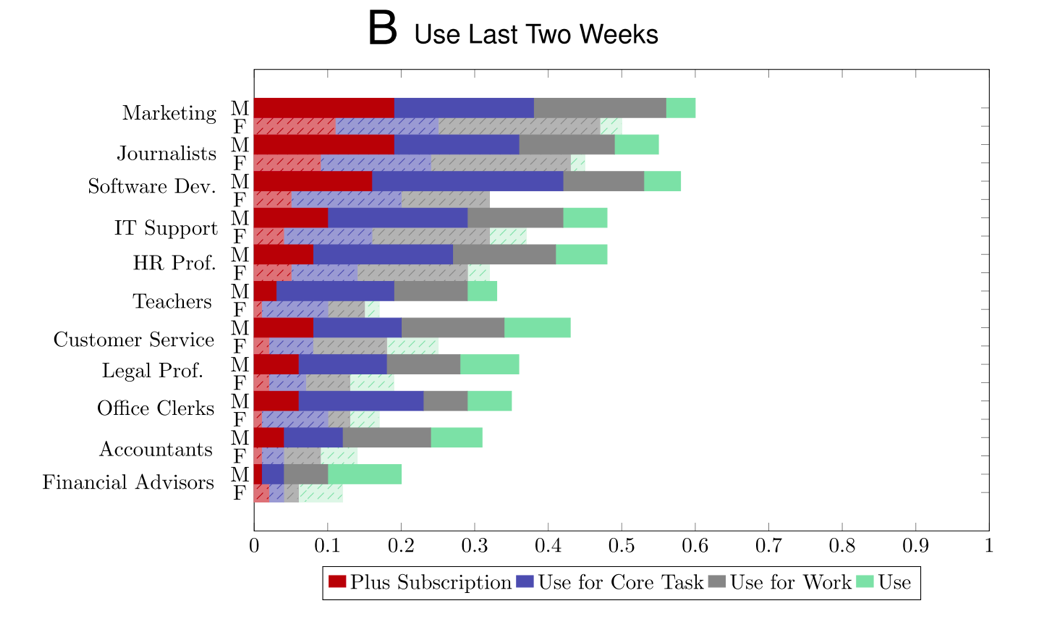 B Use Last Two Weeks
Marketing M
F
Journalists M
F
Software Dev. M
F
IT Support M
F
HR Prof. M
F
Teachers M
F
Customer Service M
F
Legal Prof. M
F
Office Clerks M
F
Accountants M
F
Financial Advisors M
F
0 0.1 0.2 0.3 0.4 0.5 0.6 0.7 0.8 0.9 1
Plus Subscription Use for Core Task Use for Work Use